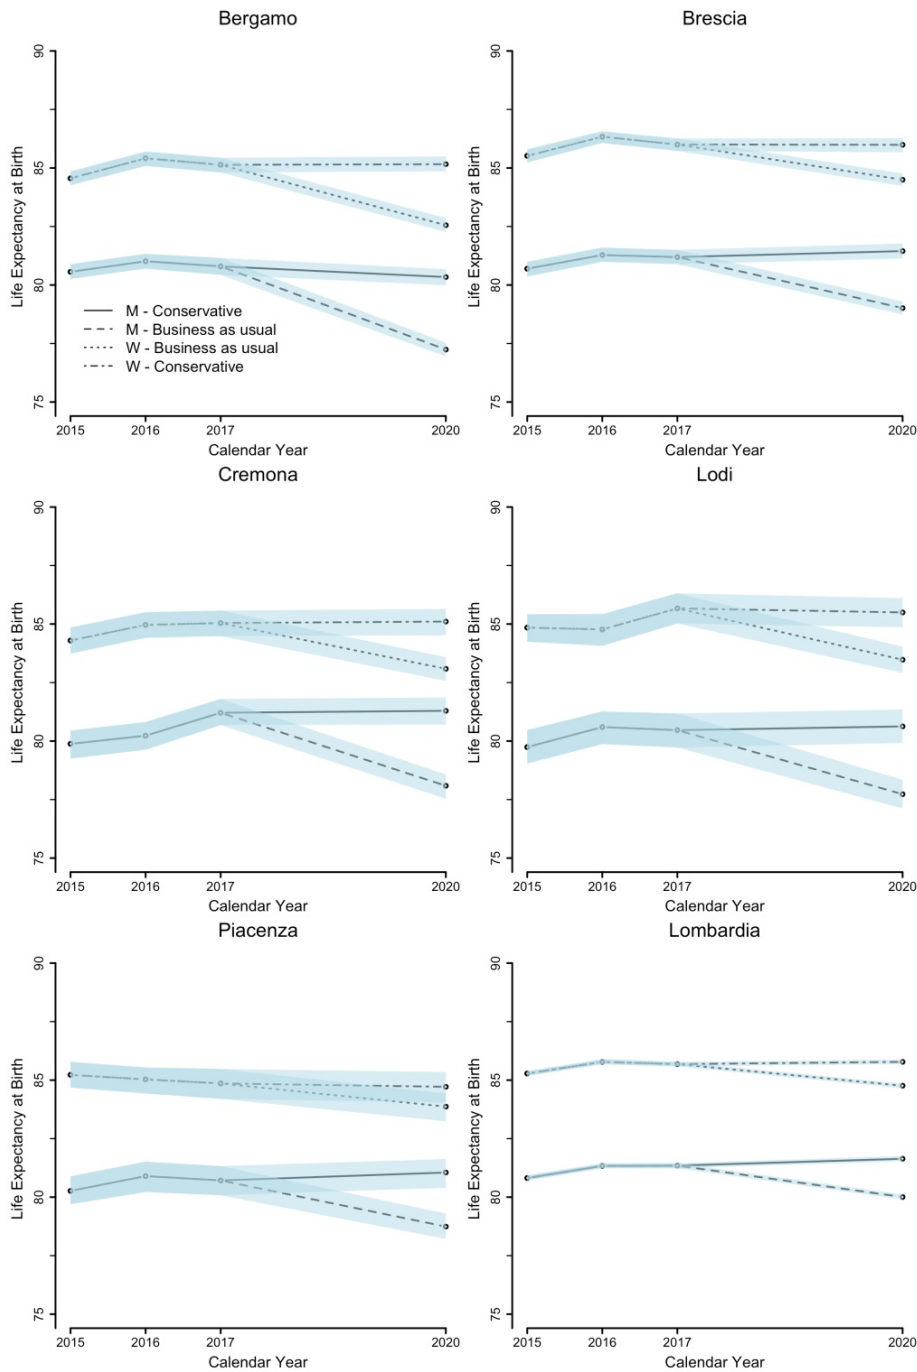 Bergamo
Life Expectancy at Birth
90
85
80
75
M - Conservative
M - Business as usual
W - Business as usual
W - Conservative
2015 2016 2017 2020
Calendar Year
Brescia
Life Expectancy at Birth
90
85
80
75
2015 2016 2017 2020
Calendar Year
Cremona
Life Expectancy at Birth
90
85
80
75
2015 2016 2017 2020
Calendar Year
Lodi
Life Expectancy at Birth
90
85
80
75
2015 2016 2017 2020
Calendar Year
Piacenza
Life Expectancy at Birth
90
85
80
75
2015 2016 2017 2020
Calendar Year
Lombardia
Life Expectancy at Birth
90
85
80
75
2015 2016 2017 2020
Calendar Year